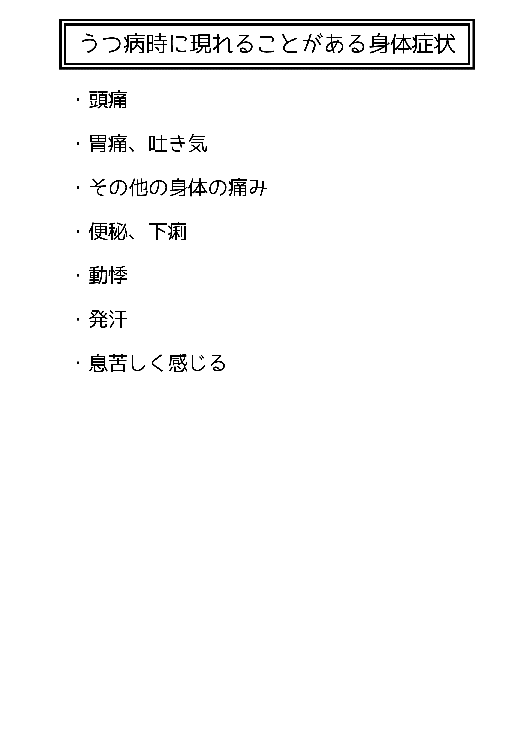 うつ病時に現れることがある身体症状
・頭痛
・胃痛、吐き気
・その他の身体の痛み
・便秘、下痢
・動悸
・発汗
・息苦しく感じる